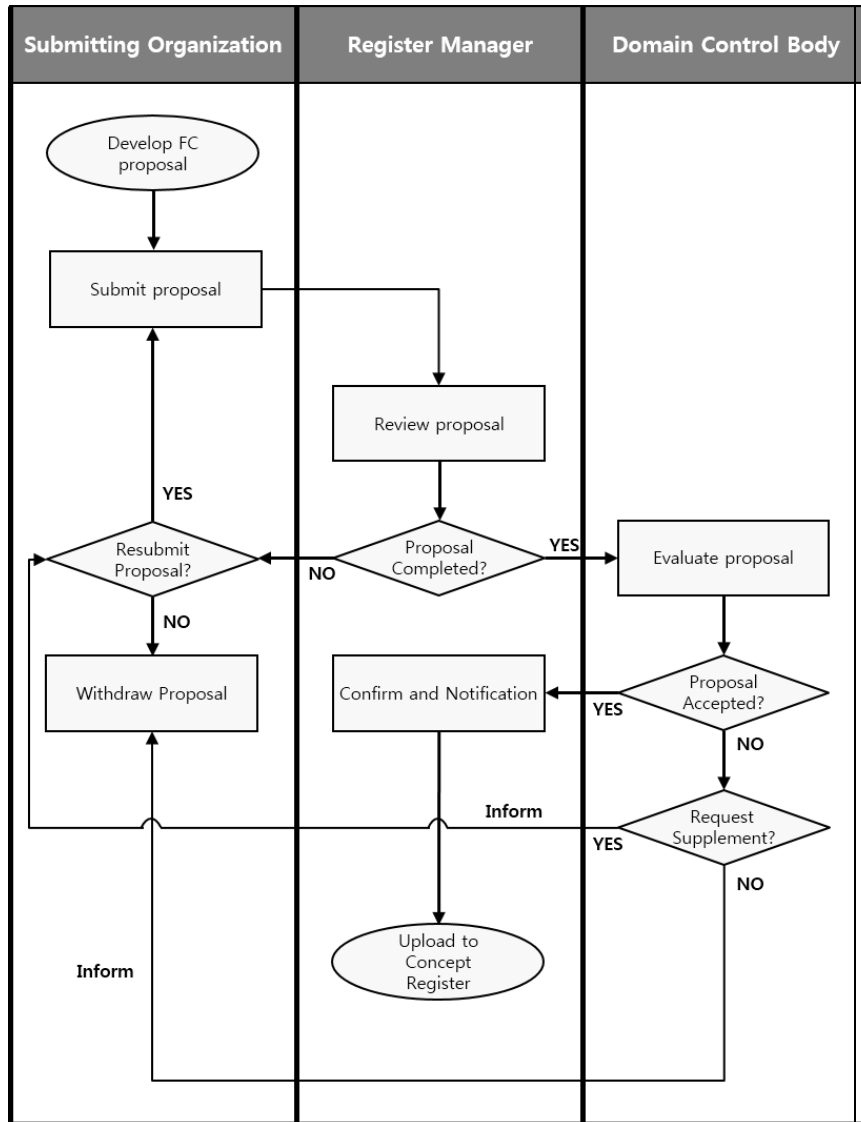 Submitting Organization
Register Manager
Domain Control Body
Develop FC
proposal
Submit proposal
Review proposal
YES
Resubmit
Proposal?
NO
Proposal
Completed?
YES
Evaluate proposal
NO
Withdraw Proposal
Confirm and Notification
YES
Proposal
Accepted?
NO
Inform
YES
Request
Supplement?
NO
Upload to
Concept
Register
Inform